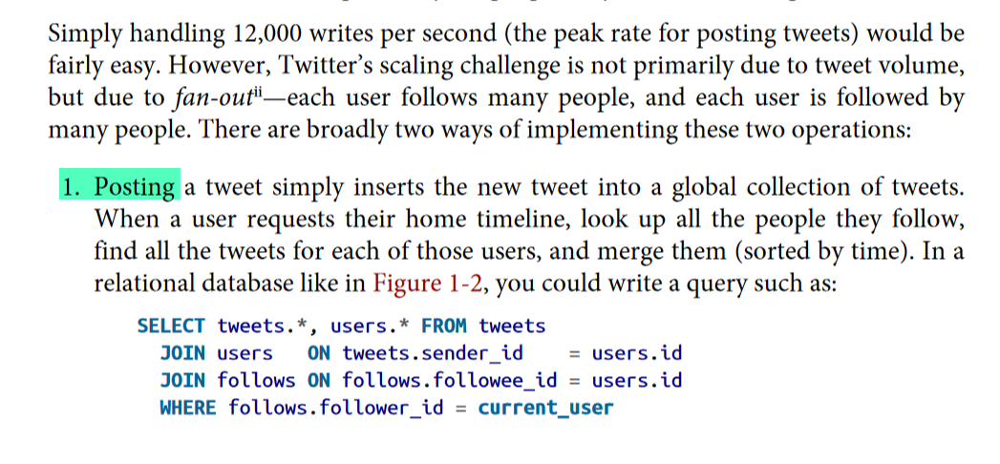 Simply handling 12,000 writes per second (the peak rate for posting tweets) would be
fairly easy. However, Twitter’s scaling challenge is not primarily due to tweet volume,
but due to fan-outii—each user follows many people, and each user is followed by
many people. There are broadly two ways of implementing these two operations:
1. Posting a tweet simply inserts the new tweet into a global collection of tweets.
When a user requests their home timeline, look up all the people they follow,
find all the tweets for each of those users, and merge them (sorted by time). In a
relational database like in Figure 1-2, you could write a query such as:
SELECT tweets.*, users.* FROM tweets
JOIN users ON tweets.sender_id = users.id
JOIN follows ON follows.followee_id = users.id
WHERE follows.follower_id = current_user